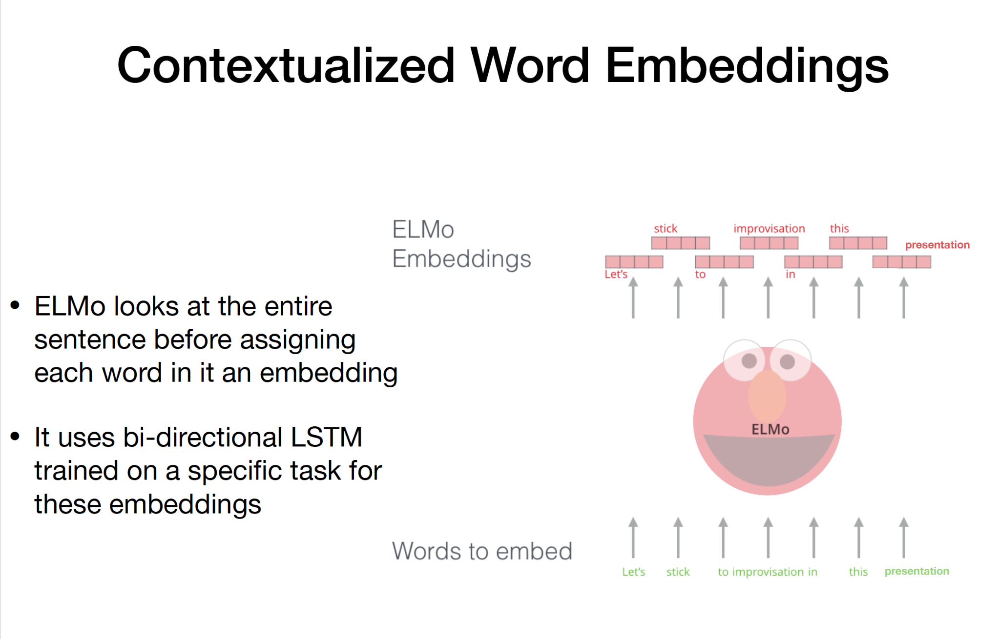 Contextualized Word Embeddings
ELMo
Embeddings
stick improvisation this
presentation
Let's to in
• ELMo looks at the entire
sentence before assigning
each word in it an embedding
• It uses bi-directional LSTM
trained on a specific task for
these embeddings
ELMo
Words to embed
Let's stick to improvisation in this presentation